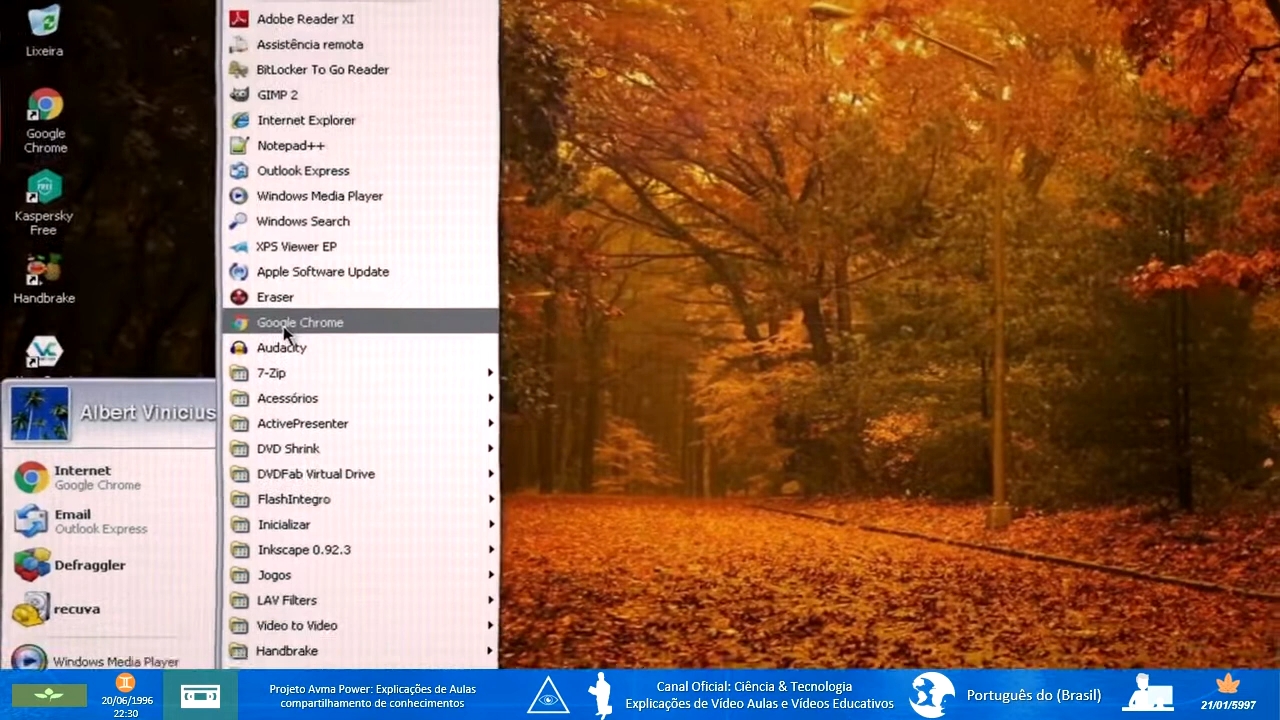 Lixeira
Google
Chrome
Kaspersky
Free
Handbrake
Adobe Reader XI
Assistência remota
BitLocker To Go Reader
GIMP 2
Internet Explorer
Notepad++
Outlook Express
Windows Media Player
Windows Search
XPS Viewer EP
Apple Software Update
Eraser
Google Chrome
Audacity
7-Zip
Acessórios
ActivePresenter
DVD Shrink
DVDFab Virtual Drive
FlashIntegro
Inicializar
Inkscape 0.92.3
Jogos
LAV Filters
Video to Video
Handbrake
Albert Vinicius
Internet
Google Chrome
Email
Outlook Express
Defraggler
recuva
Windows Media Player
20/06/1996
22:30
Projeto Avma Power: Explicações de Aulas
compartilhamento de conhecimentos
Canal Oficial: Ciência & Tecnologia
Explicações de Vídeo Aulas e Vídeos Educativos
Português do (Brasil)
21/01/5997